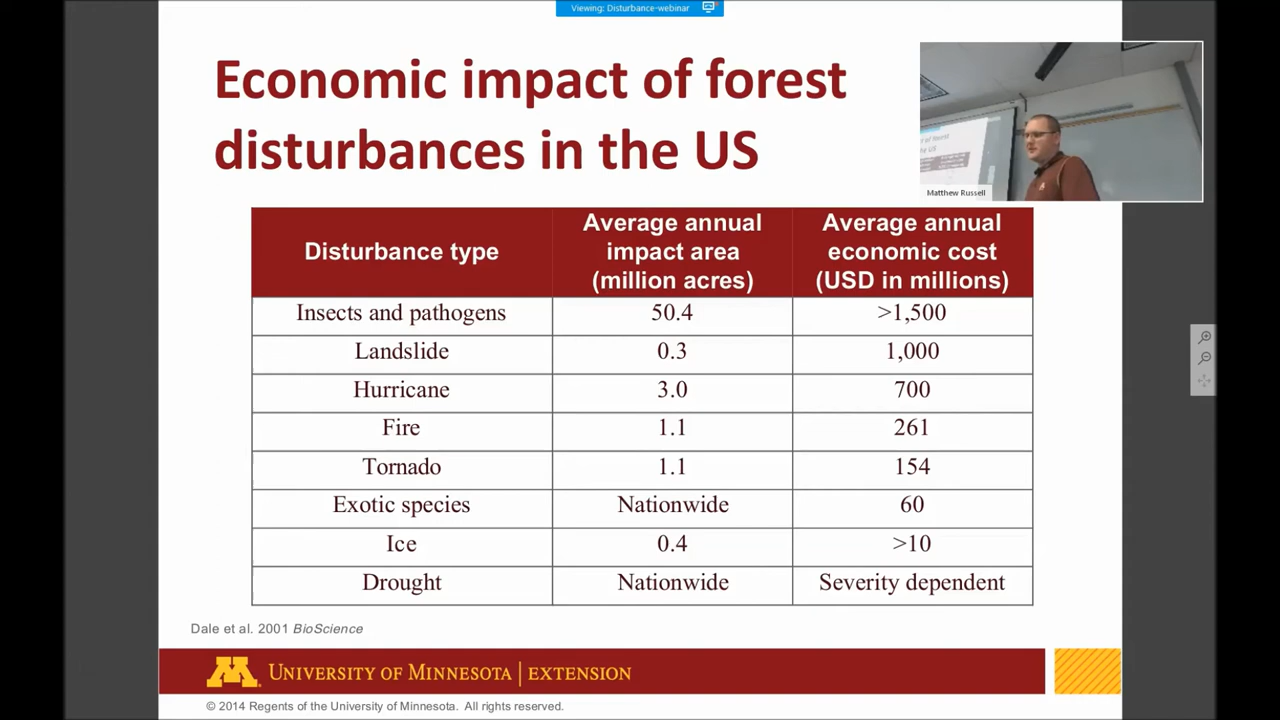 Viewing: Disturbance-webinar
Economic impact of forest
disturbances in the US
Matthew Russell
Disturbance type
Average annual
impact area
(million acres)
Average annual
economic cost
(USD in millions)
Insects and pathogens 50.4 >1,500
Landslide 0.3 1,000
Hurricane 3.0 700
Fire 1.1 261
Tornado 1.1 154
Exotic species Nationwide 60
Ice 0.4 >10
Drought Nationwide Severity dependent
Dale et al. 2001 BioScience
M UNIVERSITY OF MINNESOTA | EXTENSION
© 2014 Regents of the University of Minnesota. All rights reserved.